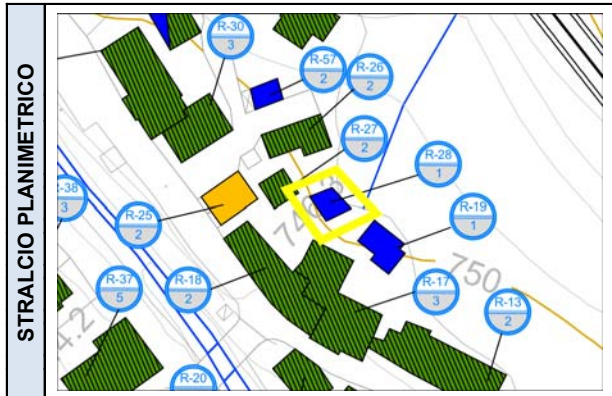 STRALCIO PLANIMETRICO
R-30
3
R-57
2
R-26
2
R-27
2
R-28
1
R-38
3
R-25
2
R-19
1
750
R-18
2
R-17
3
R-37
5
R-13
2
R-20